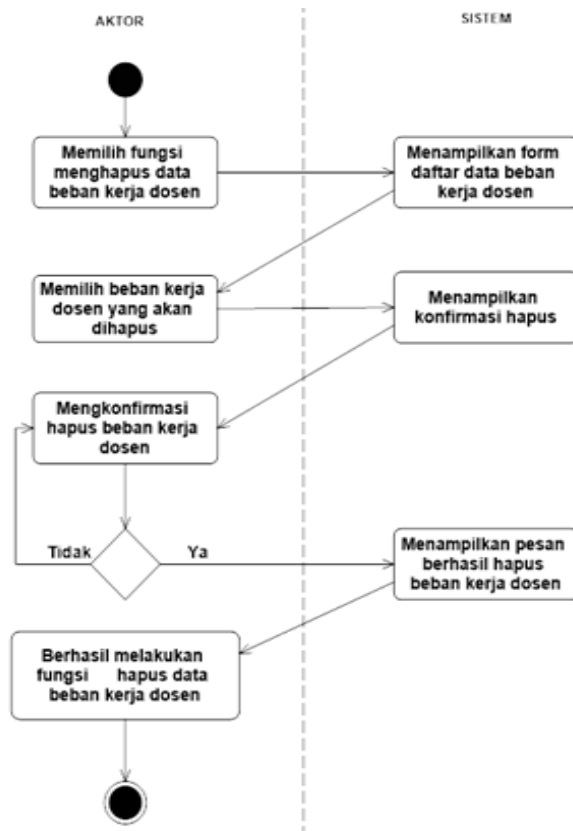 AKTOR
SISTEM
Memilih fungsi
menghapus data
beban kerja dosen
Menampilkan form
daftar data beban
kerja dosen
Memilih beban kerja
dosen yang akan
dihapus
Menampilkan
konfirmasi hapus
Mengkonfirmasi
hapus beban kerja
dosen
Tidak
Ya
Menampilkan pesan
berhasil hapus
beban kerja dosen
Berhasil melakukan
fungsi hapus data
beban kerja dosen